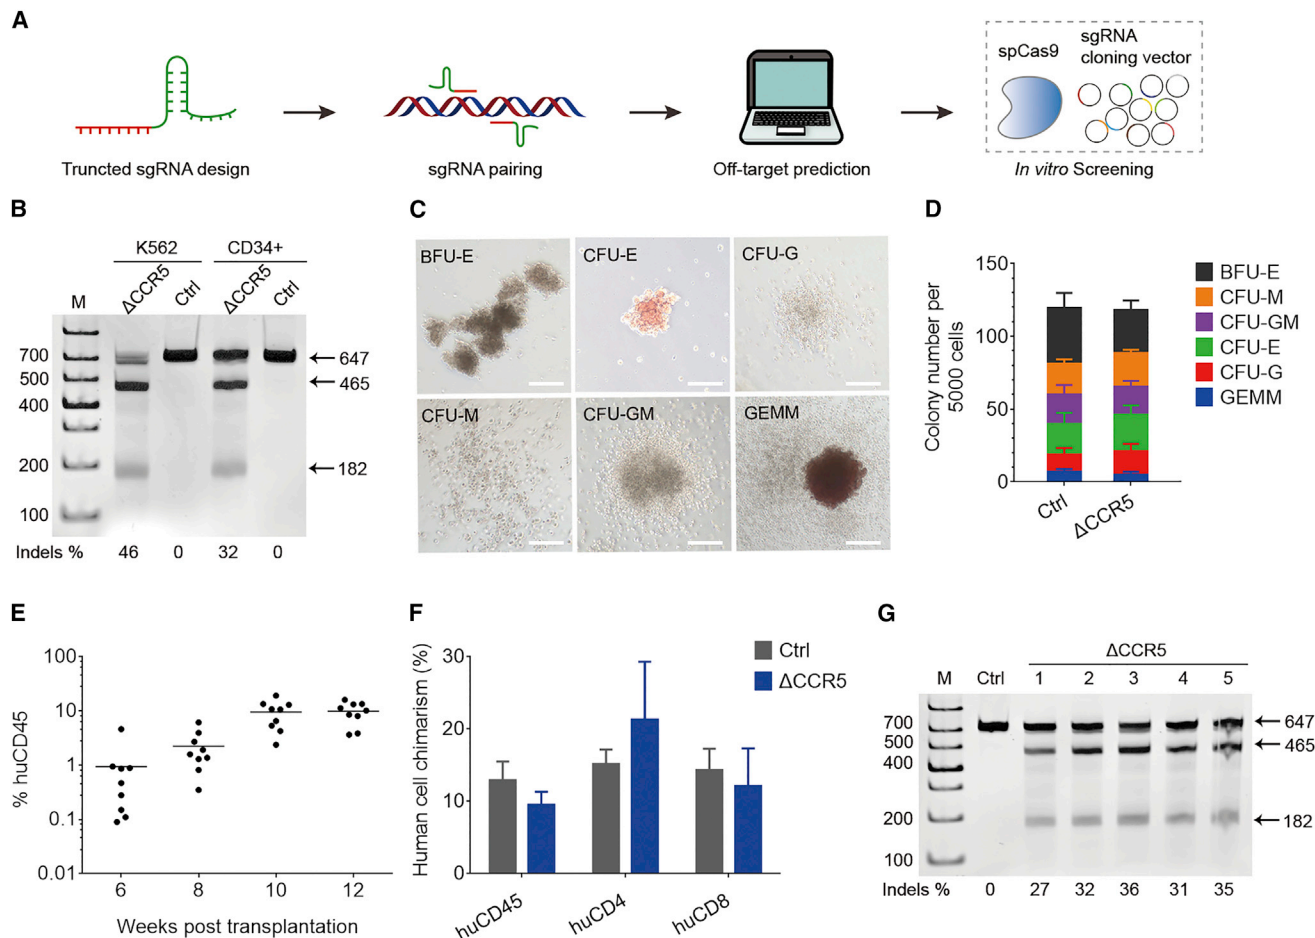 A
Truncted sgRNA design
sgRNA pairing
Off-target prediction
spCas9
sgRNA
cloning vector
In vitro Screening
B
K562 CD34+
M ΔCCR5 Ctrl ΔCCR5 Ctrl
700
500
400
200
100
647
465
182
Indels % 46 0 32 0
C
BFU-E
CFU-E
CFU-G
CFU-M
CFU-GM
GEMM
D
Colony number per
5000 cells
150
100
50
0
Ctrl
ΔCCR5
BFU-E
CFU-M
CFU-GM
CFU-E
CFU-G
GEMM
E
% huCD45
100
10
1
0.1
0.01
6 8 10 12
Weeks post transplantation
F
Human cell chimarism (%)
30
20
10
0
huCD45
huCD4
huCD8
Ctrl
ΔCCR5
G
ΔCCR5
M Ctrl 1 2 3 4 5
700
500
400
200
100
647
465
182
Indels % 0 27 32 36 31 35